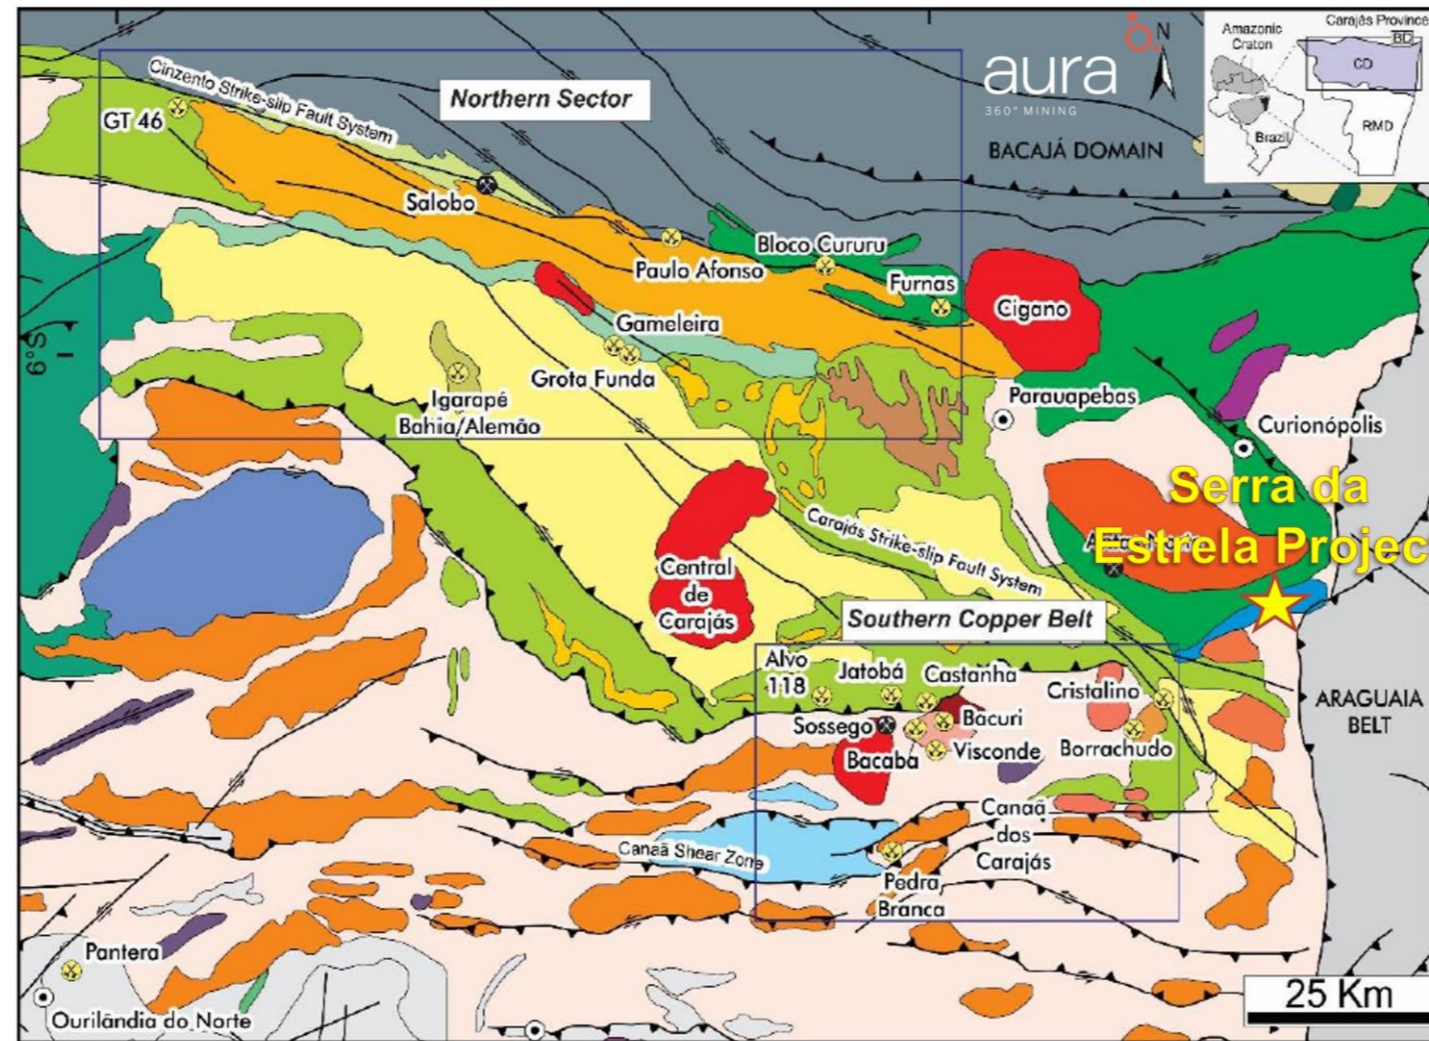 Carajás Province
BD
Amazonic
Craton
CD
RMD
Brazil
N
aura
360° MINING
BACAJÁ DOMAIN
Cinzento Strike-slip Fault System
Northern Sector
GT 46
Salobo
Paulo Afonso
Bloco Cururu
Furnas
Cigano
6°S
Gameleira
Grota Funda
Igarapé
Bahia/Alemão
Parauapebas
Curionópolis
Serra da
Estrela Projec
Carajás Strike-slip Fault System
Central
de
Carajás
Southern Copper Belt
Alvo
118
Jatobá
Castanha
Cristalino
Sossego
Bacuri
Bacaba
Visconde
Borrachudo
ARAGUAIA
BELT
Canaã
dos
Carajás
Canaã Shear Zone
Pedra
Branca
Pantera
Ourilândia do Norte
25 Km